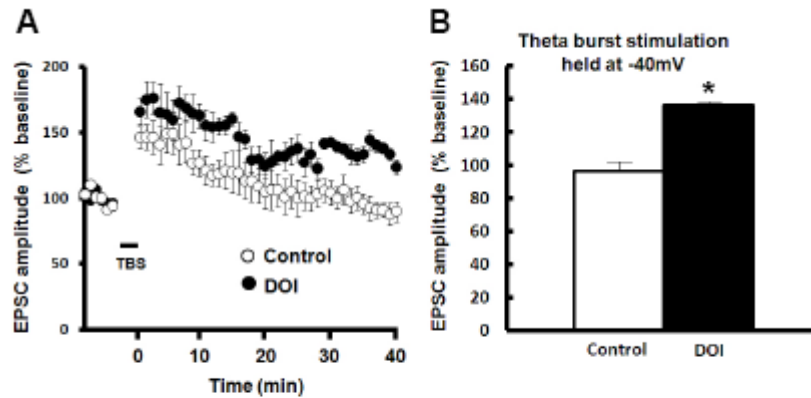 A
EPSC amplitude (% baseline)
200
150
100
50
0
TBS
Control
DOI
0
10
20
30
40
Time (min)
B
Theta burst stimulation
held at -40mV
EPSC amplitude (% baseline)
160
140
120
100
80
60
40
20
0
*
Control
DOI